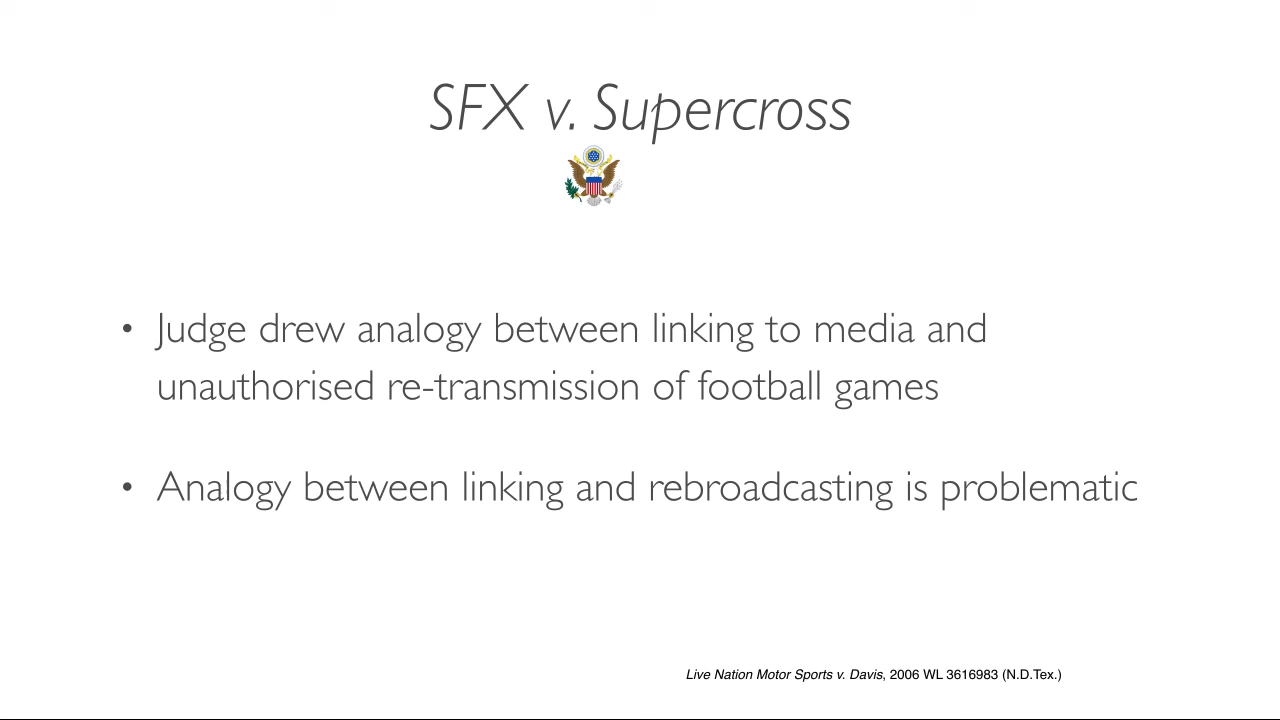 SFX v. Supercross
• Judge drew analogy between linking to media and
unauthorised re-transmission of football games
• Analogy between linking and rebroadcasting is problematic
Live Nation Motor Sports v. Davis, 2006 WL 3616983 (N.D.Tex.)